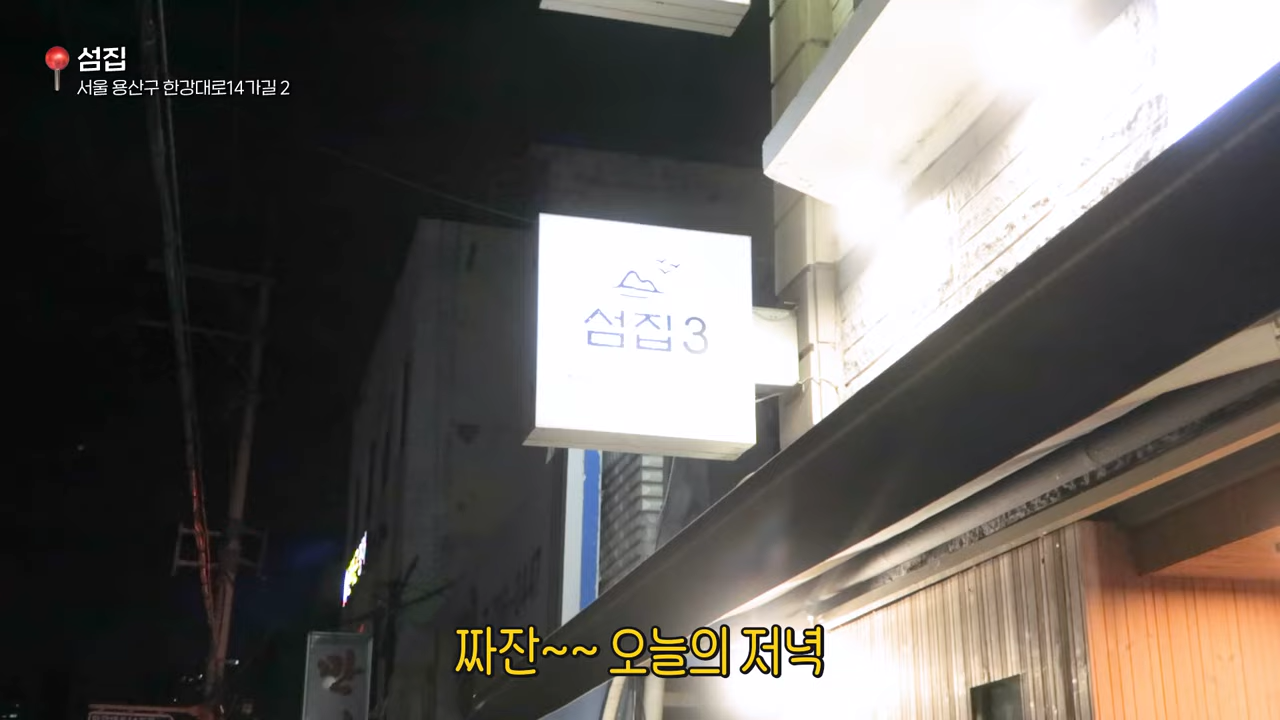 섬집
서울 용산구 한강대로14가길 2
섬집3
짜잔~~ 오늘의 저녁